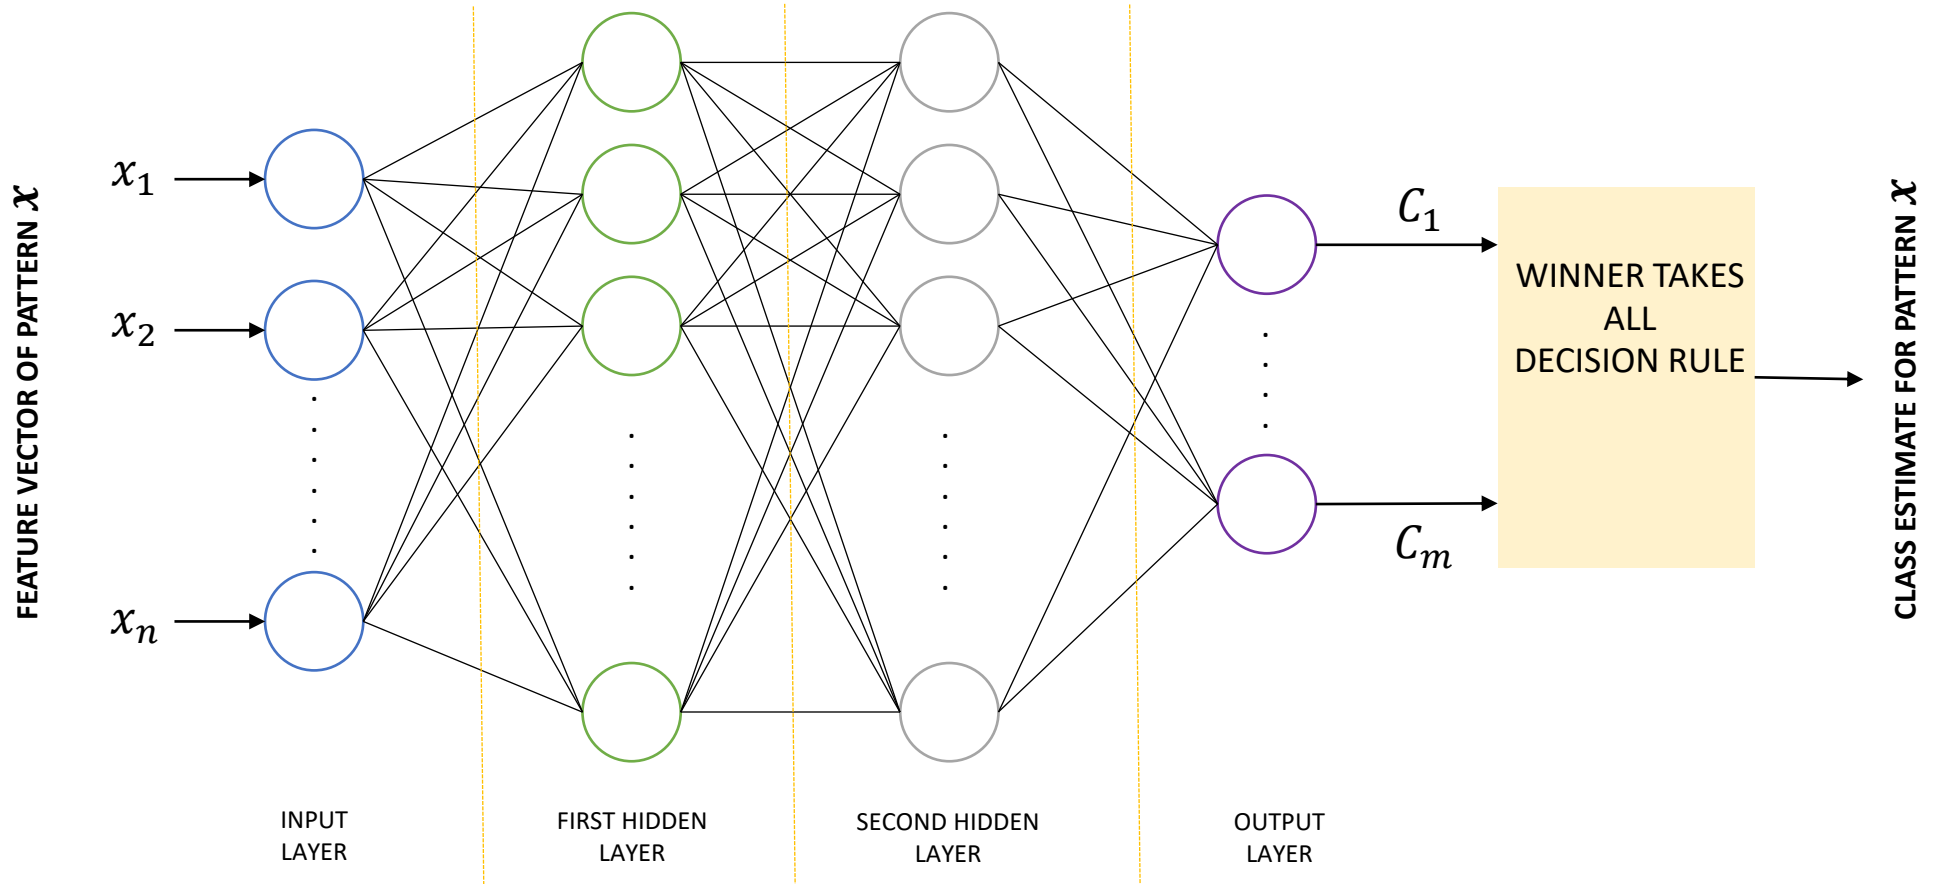 FEATURE VECTOR OF PATTERN 𝓧
x₁
x₂
xₙ
INPUT
LAYER
FIRST HIDDEN
LAYER
SECOND HIDDEN
LAYER
OUTPUT
LAYER
C₁
Cₘ
WINNER TAKES
ALL
DECISION RULE
CLASS ESTIMATE FOR PATTERN 𝓧